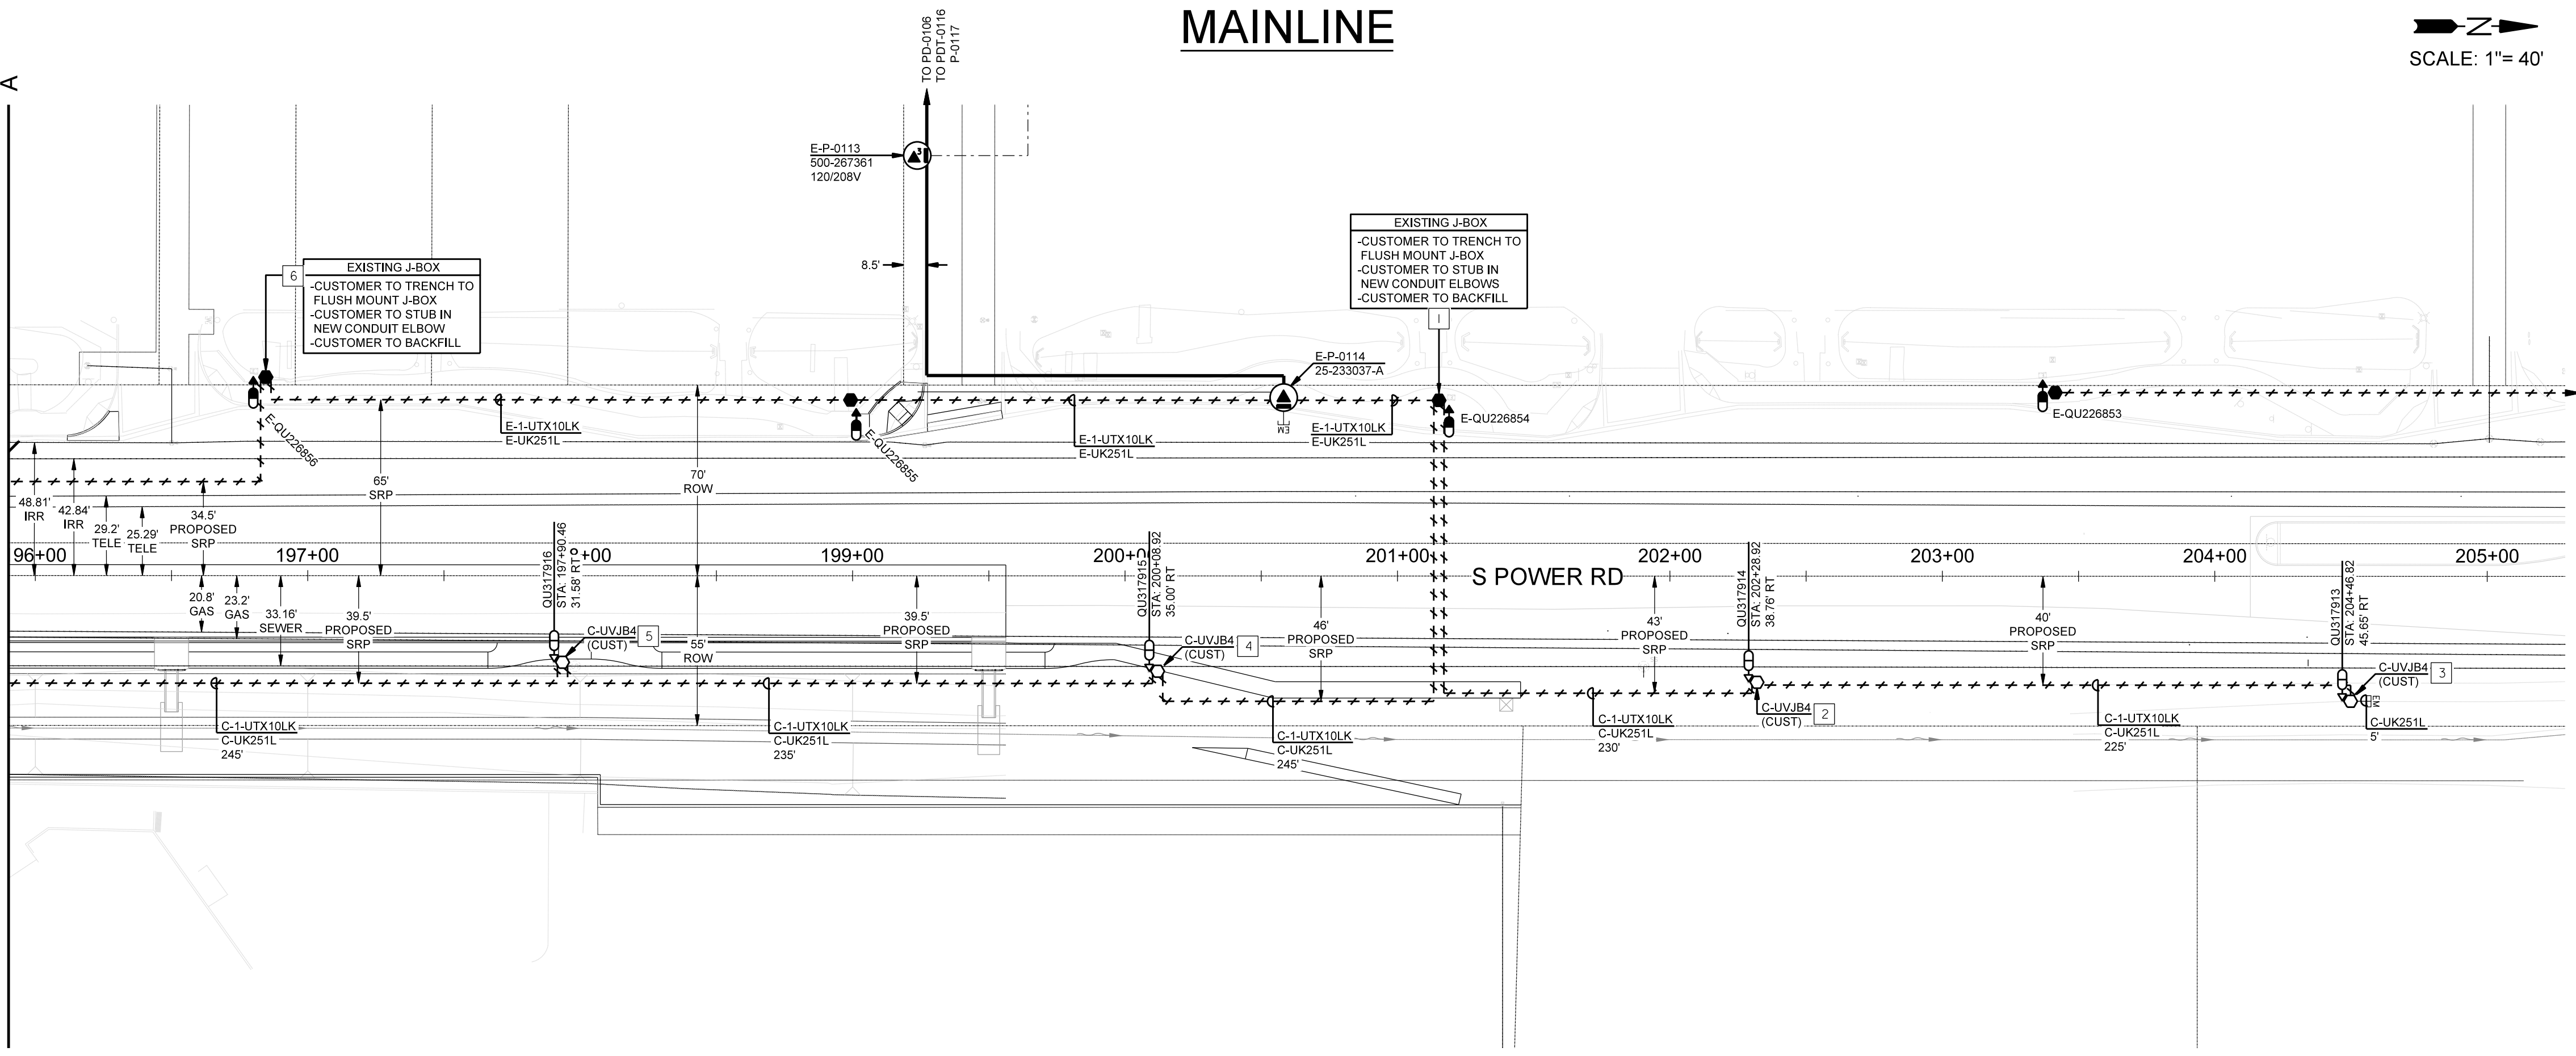 MAINLINE
Z
SCALE: 1"= 40'
A
TO PD-0106
TO PDT-0116
P-0117
E-P-0113
500-267361
120/208V
8.5'
6
EXISTING J-BOX
-CUSTOMER TO TRENCH TO
FLUSH MOUNT J-BOX
-CUSTOMER TO STUB IN
NEW CONDUIT ELBOW
-CUSTOMER TO BACKFILL
EXISTING J-BOX
-CUSTOMER TO TRENCH TO
FLUSH MOUNT J-BOX
-CUSTOMER TO STUB IN
NEW CONDUIT ELBOWS
-CUSTOMER TO BACKFILL
1
E-P-0114
25-233037-A
EM
E-QU226856
E-1-UTX10LK
E-UK251L
E-QU226855
E-1-UTX10LK
E-UK251L
E-1-UTX10LK
E-UK251L
E-QU226854
E-QU226853
48.81'
IRR
42.84'
IRR
29.2'
TELE
25.29'
TELE
34.5'
PROPOSED
SRP
65'
SRP
70'
ROW
96+00
197+00
+00
199+00
200+0
201+00
202+00
203+00
204+00
205+00
S POWER RD
QU317916
STA: 197+90.46
31.58' RT
QU317915
STA: 200+08.92
35.00' RT
QU317914
STA: 202+28.92
38.76' RT
QU317913
STA: 204+46.82
45.65' RT
20.8'
GAS
23.2'
GAS
33.16'
SEWER
39.5'
PROPOSED
SRP
55'
ROW
39.5'
PROPOSED
SRP
46'
PROPOSED
SRP
43'
PROPOSED
SRP
40'
PROPOSED
SRP
C-UVJB4
(CUST)
5
C-UVJB4
(CUST)
4
C-UVJB4
(CUST)
2
C-UVJB4
(CUST)
3
EM
C-1-UTX10LK
C-UK251L
245'
C-1-UTX10LK
C-UK251L
235'
C-1-UTX10LK
C-UK251L
245'
C-1-UTX10LK
C-UK251L
230'
C-1-UTX10LK
C-UK251L
225'
C-UK251L
5'